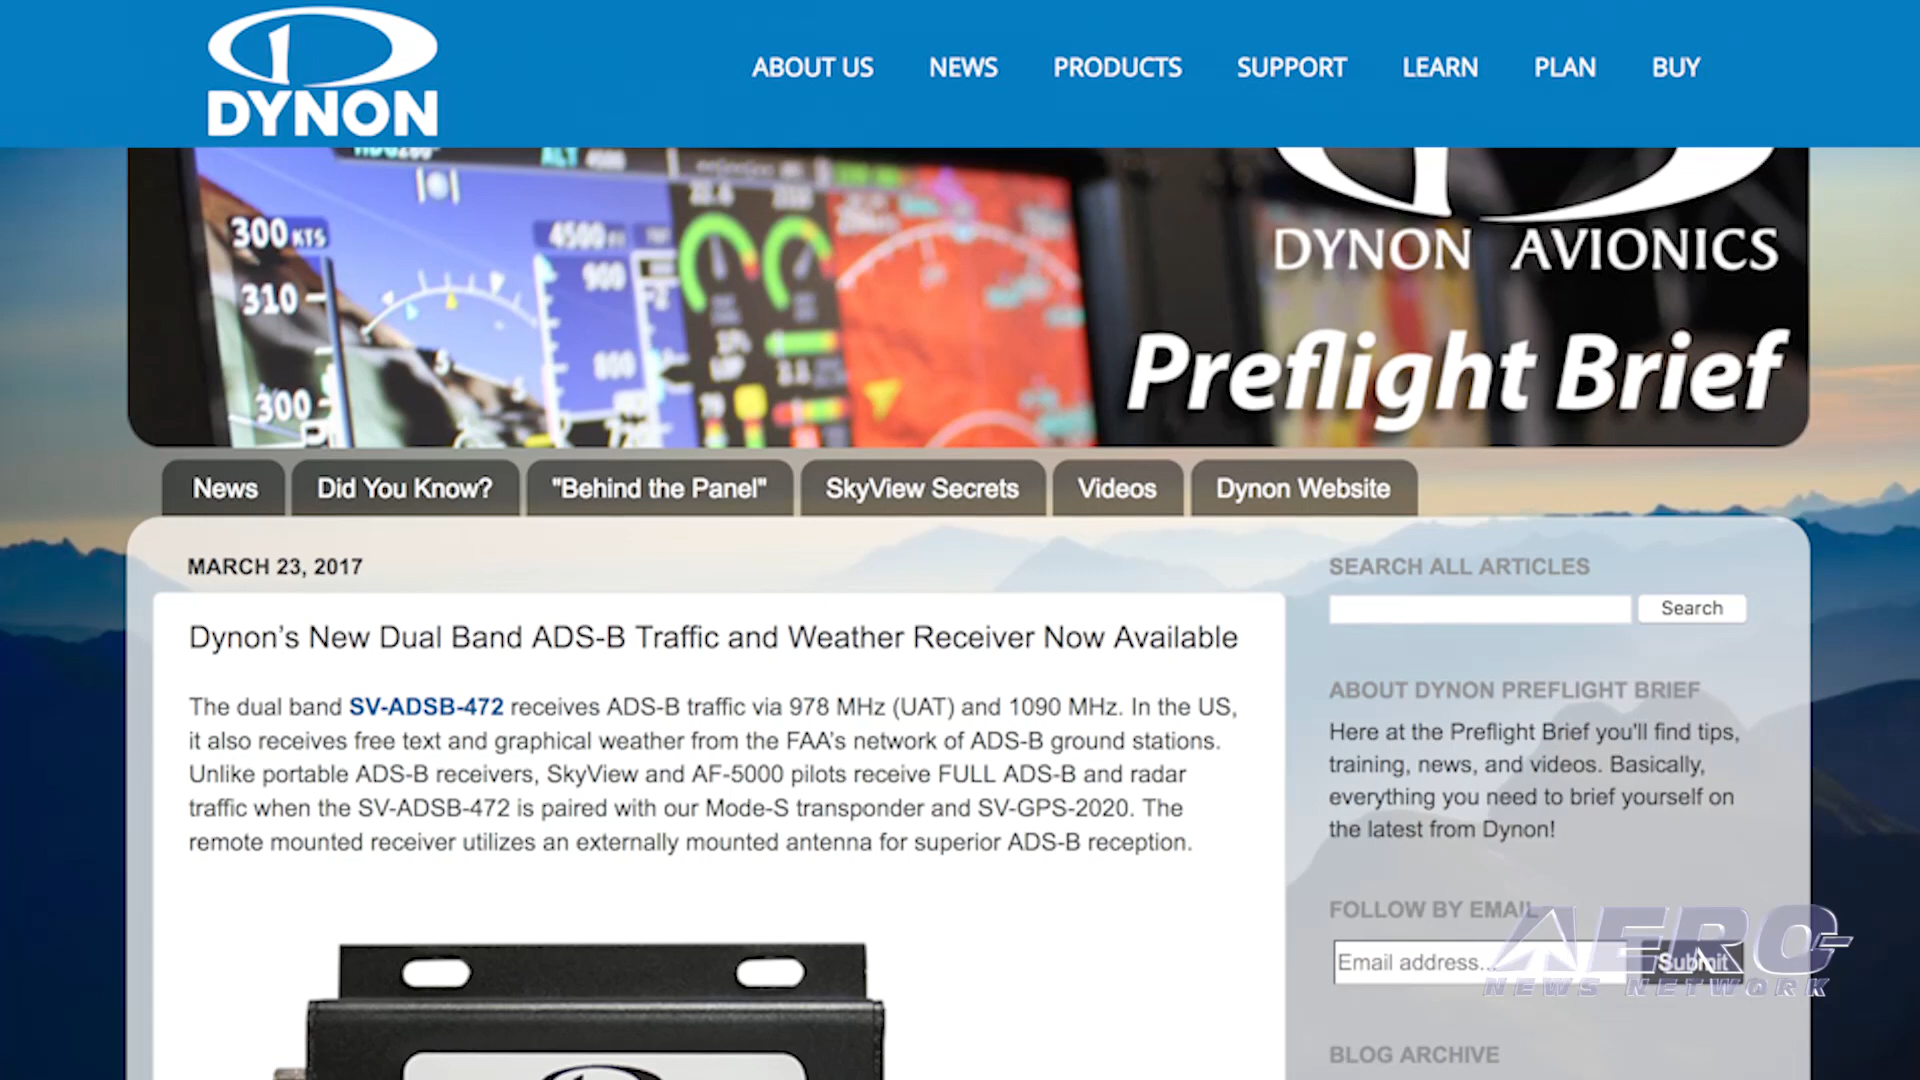 DYNON
ABOUT US NEWS PRODUCTS SUPPORT LEARN PLAN BUY
300 KTS
310
300
4500
900
800
DYNON AVIONICS
Preflight Brief
News Did You Know? "Behind the Panel" SkyView Secrets Videos Dynon Website
MARCH 23, 2017
Dynon’s New Dual Band ADS-B Traffic and Weather Receiver Now Available
The dual band SV-ADSB-472 receives ADS-B traffic via 978 MHz (UAT) and 1090 MHz. In the US,
it also receives free text and graphical weather from the FAA’s network of ADS-B ground stations.
Unlike portable ADS-B receivers, SkyView and AF-5000 pilots receive FULL ADS-B and radar
traffic when the SV-ADSB-472 is paired with our Mode-S transponder and SV-GPS-2020. The
remote mounted receiver utilizes an externally mounted antenna for superior ADS-B reception.
SEARCH ALL ARTICLES
Search
ABOUT DYNON PREFLIGHT BRIEF
Here at the Preflight Brief you'll find tips,
training, news, and videos. Basically,
everything you need to brief yourself on
the latest from Dynon!
FOLLOW BY EMAIL
Email address... Submit
AERO-
NEWS NETWORK
BLOG ARCHIVE